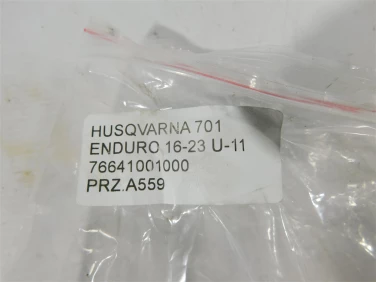 HUSQVARNA 701
ENDURO 16-23 U-11
76641001000
PRZ.A559